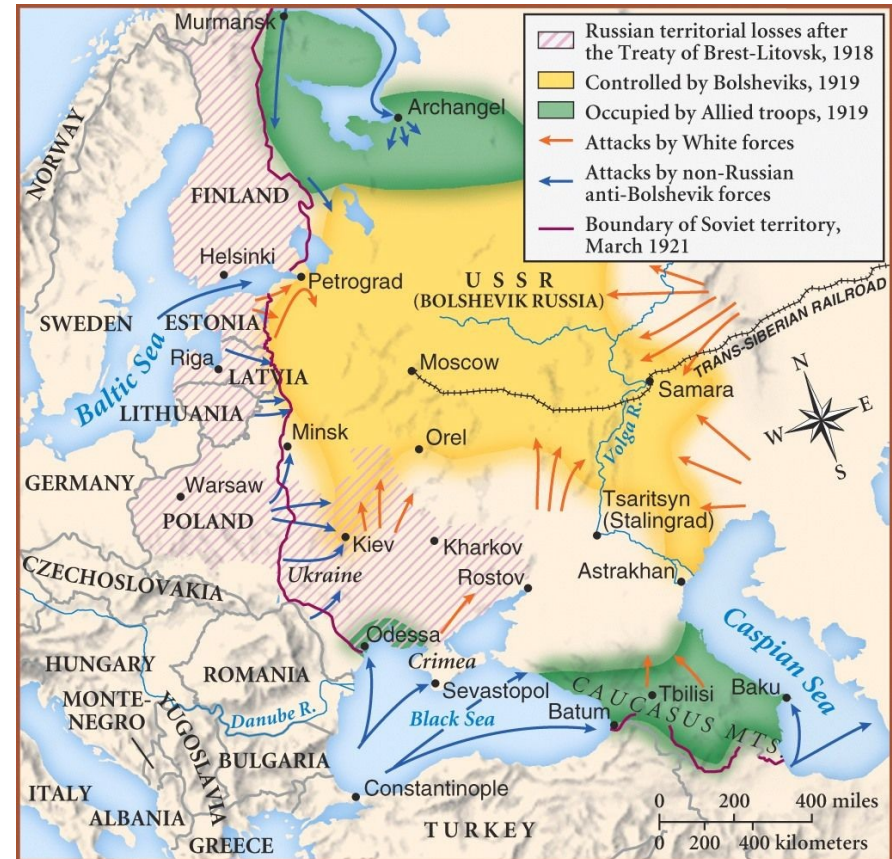 Murmansk
Russian territorial losses after
the Treaty of Brest-Litovsk, 1918
Controlled by Bolsheviks, 1919
Occupied by Allied troops, 1919
Attacks by White forces
Attacks by non-Russian
anti-Bolshevik forces
Boundary of Soviet territory,
March 1921
Archangel
NORWAY
FINLAND
Helsinki
Petrograd
U S S R
(BOLSHEVIK RUSSIA)
TRANS-SIBERIAN RAILROAD
SWEDEN
ESTONIA
Baltic Sea
Riga
LATVIA
Moscow
Samara
N
W
E
S
LITHUANIA
Volga R.
Minsk
Orel
GERMANY
Warsaw
POLAND
Tsaritsyn
(Stalingrad)
Kiev
Kharkov
CZECHOSLOVAKIA
Ukraine
Rostov
Astrakhan
Odessa
Caspian Sea
HUNGARY
ROMANIA
Crimea
MONTE-
NEGRO
YUGOSLAVIA
Danube R.
Sevastopol
Black Sea
CAUCASUS MTS.
Tbilisi
Baku
Batum
BULGARIA
ITALY
Constantinople
ALBANIA
GREECE
TURKEY
0 200 400 miles
0 200 400 kilometers